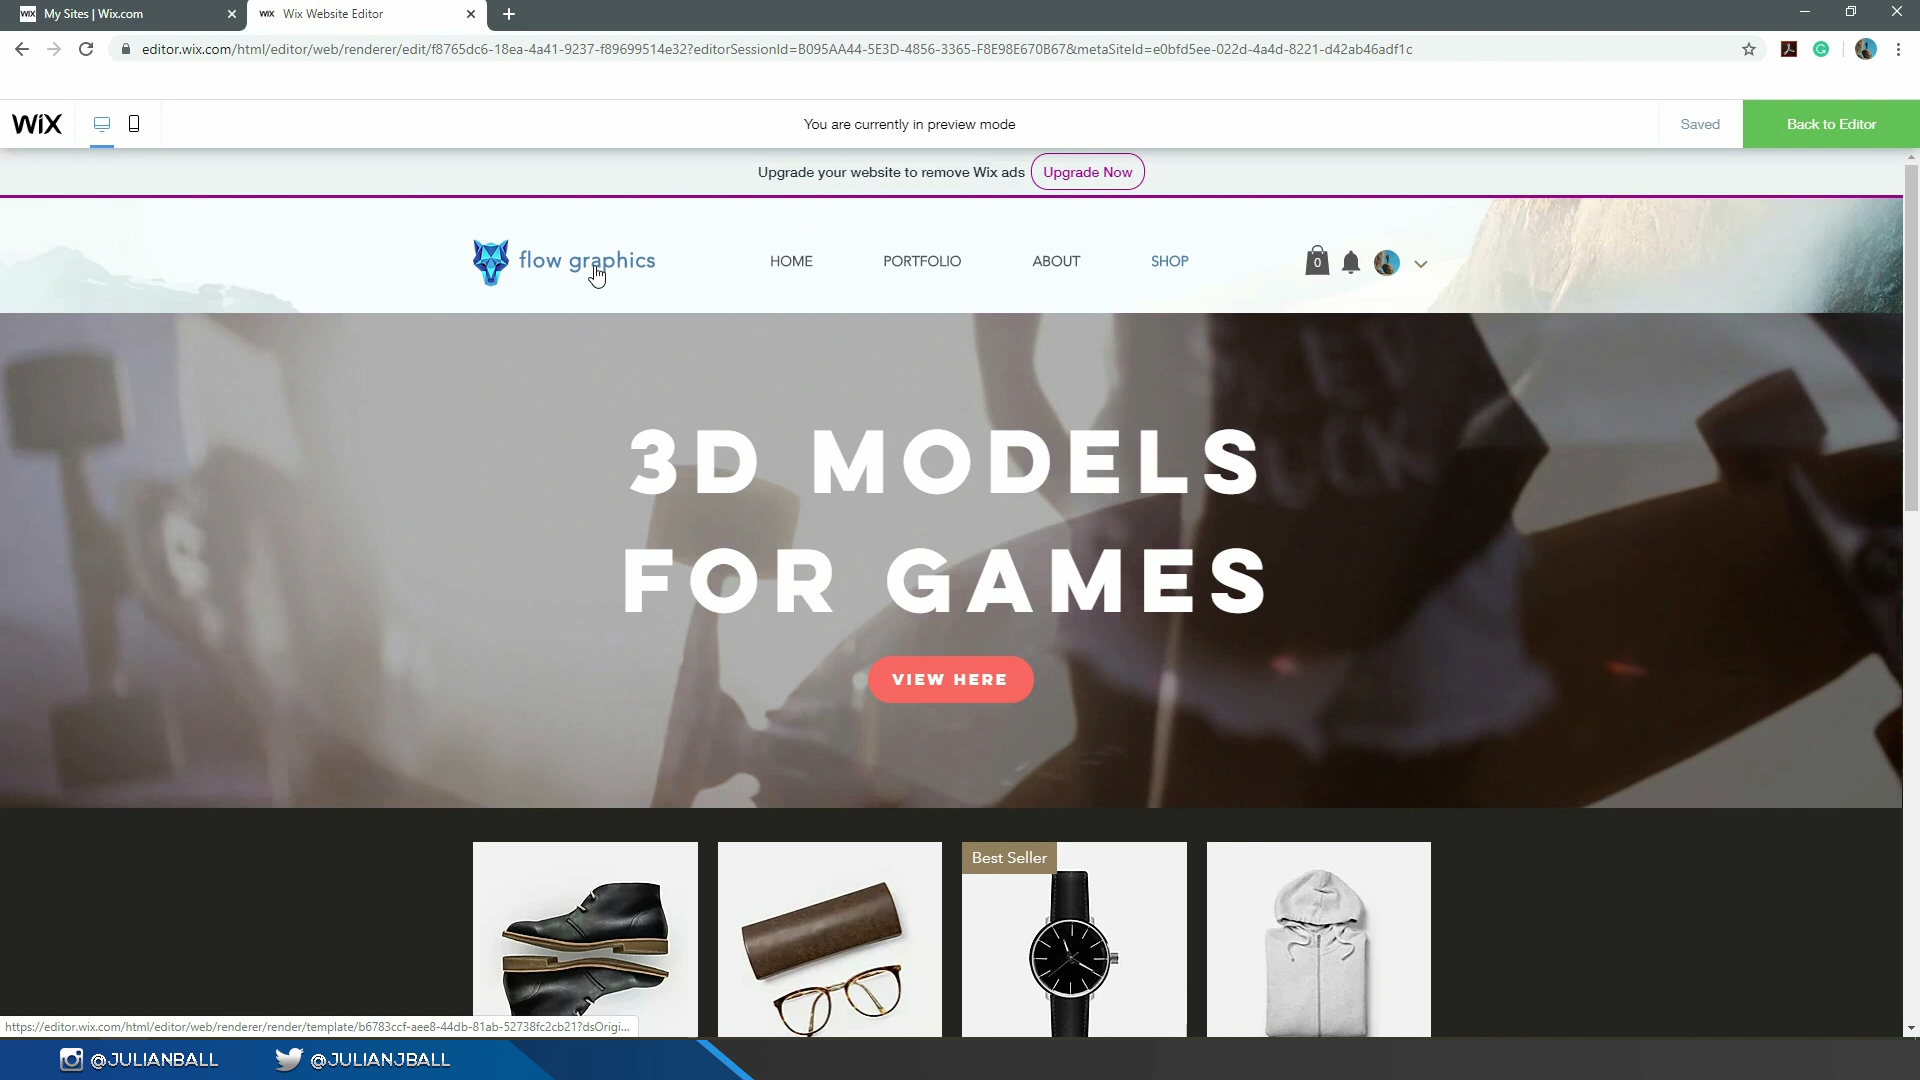 WiX My Sites | Wix.com
WiX Wix Website Editor
editor.wix.com/html/editor/web/renderer/edit/f8765dc6-18ea-4a41-9237-f89699514e32?editorSessionId=B095AA44-5E3D-4856-3365-F8E98E670B67&metaSiteId=e0bfd5ee-022d-4a4d-8221-d42ab46adf1c
WiX
You are currently in preview mode
Saved
Back to Editor
Upgrade your website to remove Wix ads
Upgrade Now
flow graphics
HOME
PORTFOLIO
ABOUT
SHOP
0
3D MODELS
FOR GAMES
VIEW HERE
Best Seller
https://editor.wix.com/html/editor/web/renderer/render/template/b6783ccf-aee8-44db-81ab-52738fc2cb21?dsOrigi...
@JULIANBALL
@JULIANJBALL